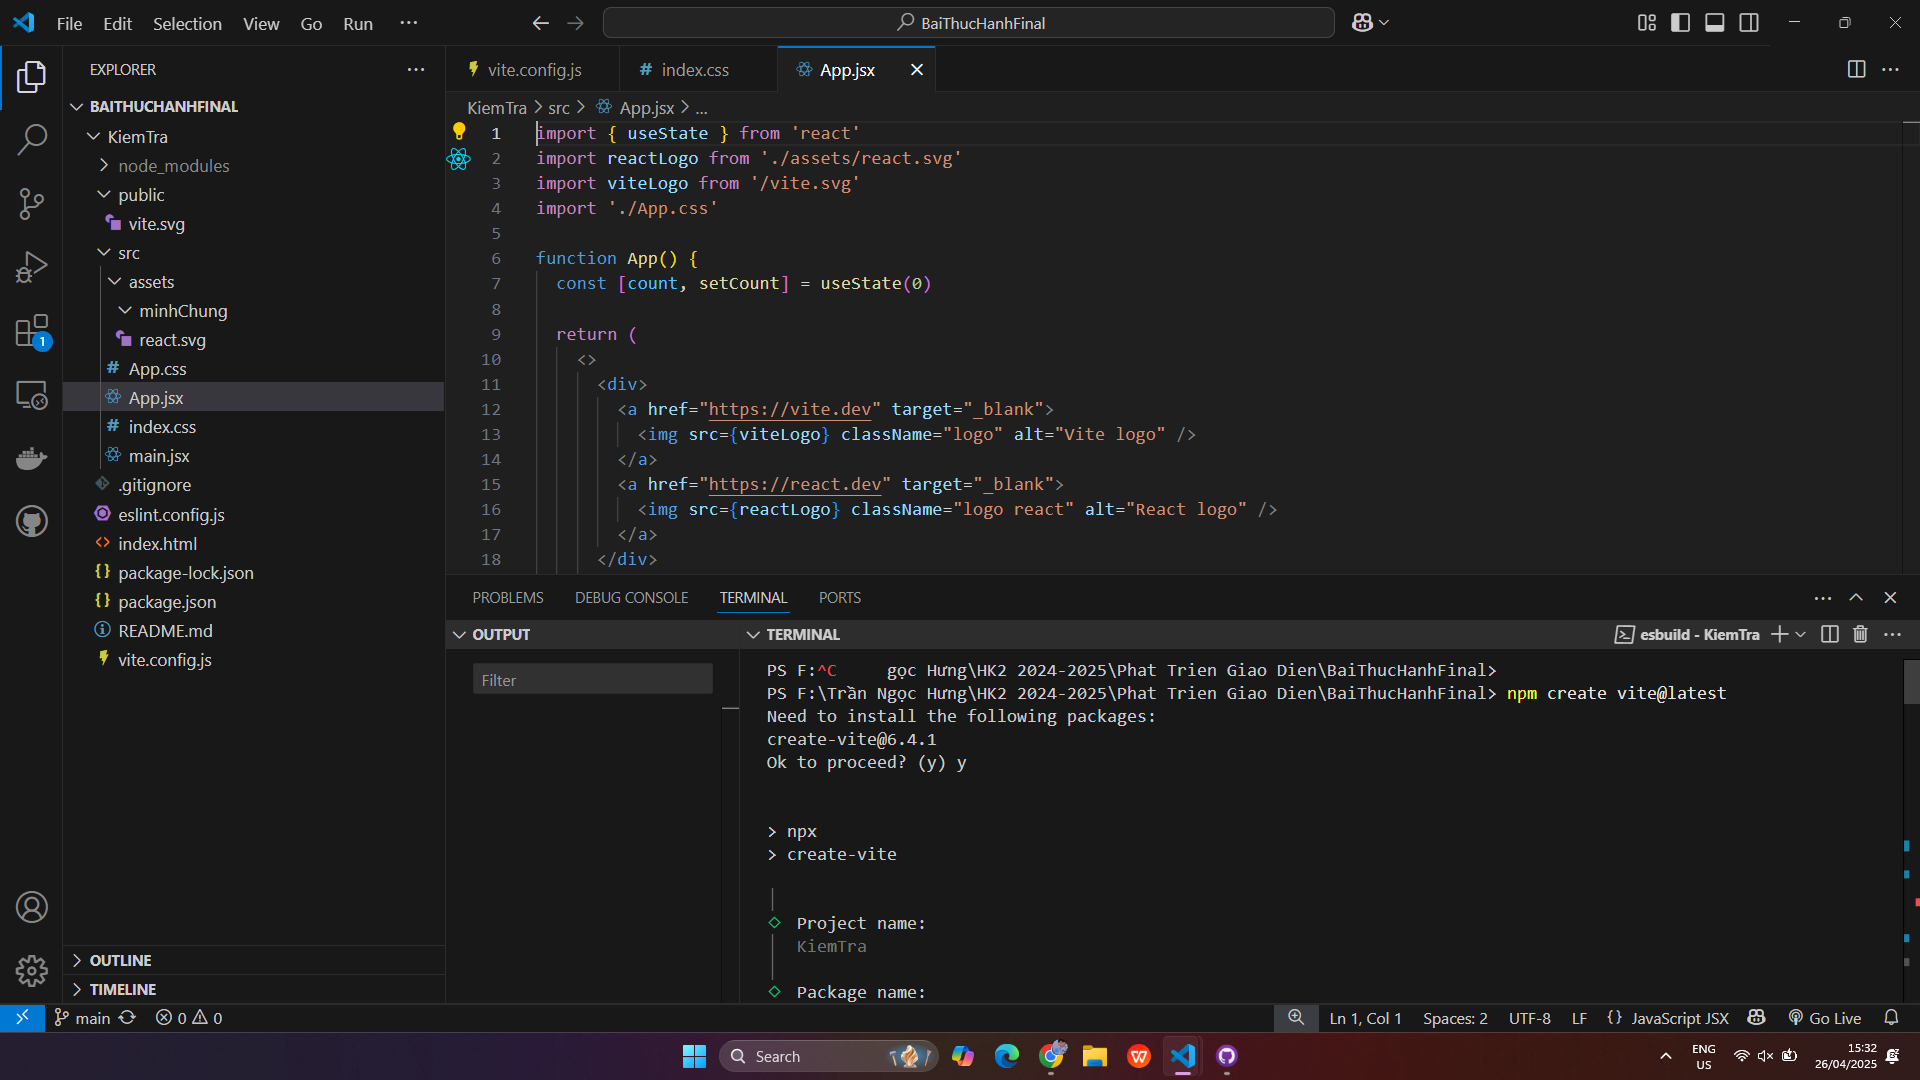 File Edit Selection View Go Run ···
BaiThucHanhFinal
EXPLORER
BAITHUCHANHFINAL
KiemTra
node_modules
public
vite.svg
src
assets
minhChung
react.svg
App.css
App.jsx
index.css
main.jsx
.gitignore
eslint.config.js
index.html
package-lock.json
package.json
README.md
vite.config.js
OUTLINE
TIMELINE
1
vite.config.js
index.css
App.jsx
KiemTra > src > App.jsx > ...
1 import { useState } from 'react'
2 import reactLogo from './assets/react.svg'
3 import viteLogo from '/vite.svg'
4 import './App.css'
5
6 function App() {
7 const [count, setCount] = useState(0)
8
9 return (
10 <>
11 <div>
12 <a href="https://vite.dev" target="_blank">
13 <img src={viteLogo} className="logo" alt="Vite logo" />
14 </a>
15 <a href="https://react.dev" target="_blank">
16 <img src={reactLogo} className="logo react" alt="React logo" />
17 </a>
18 </div>
PROBLEMS DEBUG CONSOLE TERMINAL PORTS
OUTPUT
Filter
TERMINAL
esbuild - KiemTra
PS F:^C gọc Hưng\HK2 2024-2025\Phat Trien Giao Dien\BaiThucHanhFinal>
PS F:\Trần Ngọc Hưng\HK2 2024-2025\Phat Trien Giao Dien\BaiThucHanhFinal> npm create vite@latest
Need to install the following packages:
create-vite@6.4.1
Ok to proceed? (y) y
> npx
> create-vite
Project name:
KiemTra
Package name:
main 0 0
Ln 1, Col 1 Spaces: 2 UTF-8 LF {} JavaScript JSX Go Live
Search
ENG
US
15:32
26/04/2025